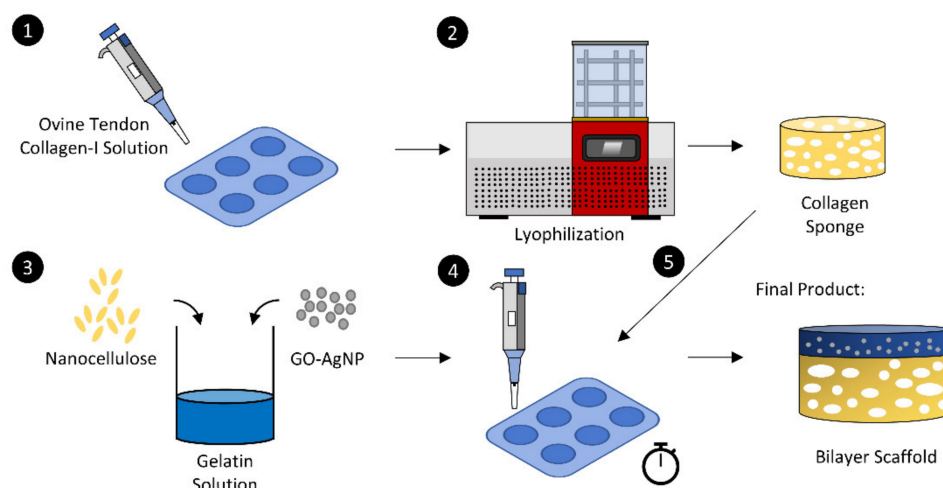 1
Ovine Tendon
Collagen-I Solution
2
Lyophilization
Collagen
Sponge
3
Nanocellulose
GO-AgNP
Gelatin
Solution
4
5
Final Product:
Bilayer Scaffold